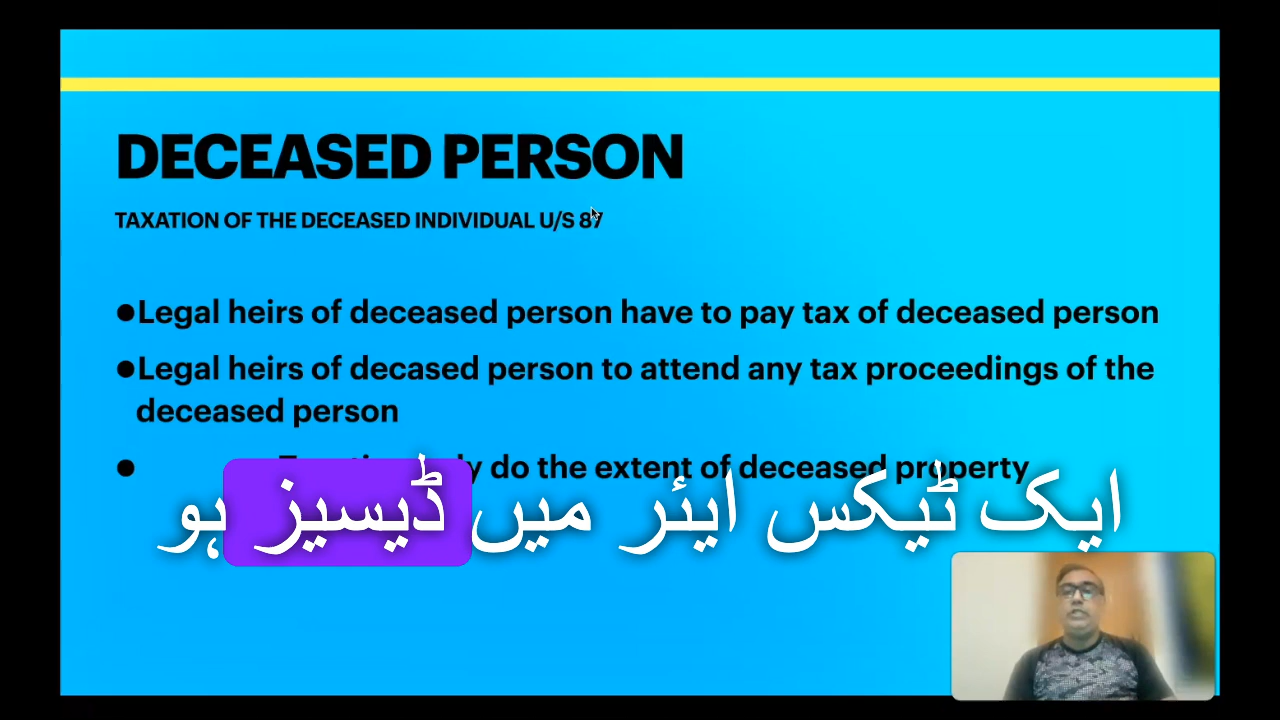 DECEASED PERSON
TAXATION OF THE DECEASED INDIVIDUAL U/S 87
●Legal heirs of deceased person have to pay tax of deceased person
●Legal heirs of decased person to attend any tax proceedings of the
deceased person
● do the extent of deceased property
ایک ٹیکس ایئر میں ڈیسیز ہو